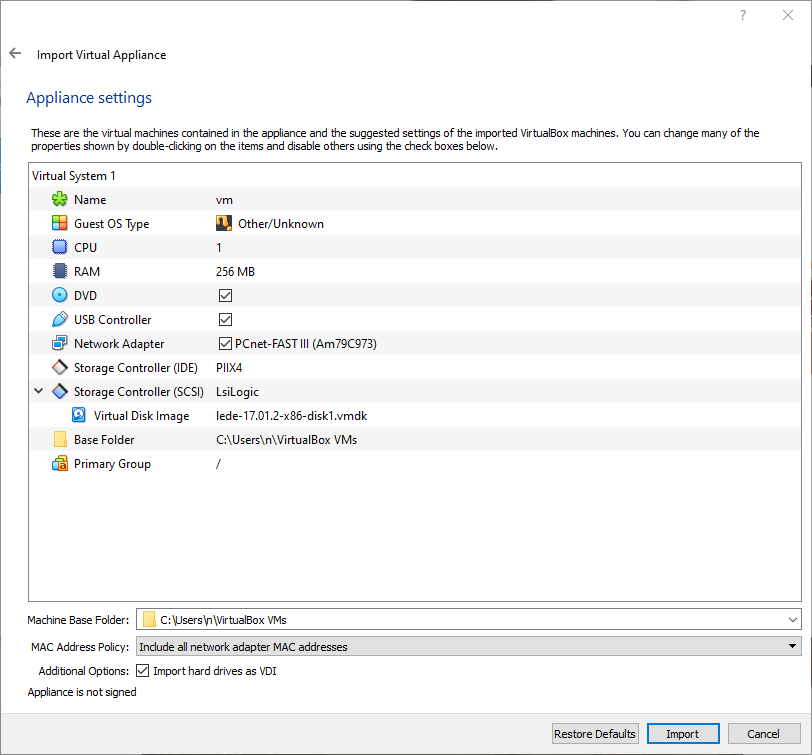 ?
Import Virtual Appliance
Appliance settings
These are the virtual machines contained in the appliance and the suggested settings of the imported VirtualBox machines. You can change many of the
properties shown by double-clicking on the items and disable others using the check boxes below.
Virtual System 1
Name vm
Guest OS Type Other/Unknown
CPU 1
RAM 256 MB
DVD
USB Controller
Network Adapter PCnet-FAST III (Am79C973)
Storage Controller (IDE) PIIX4
Storage Controller (SCSI) LsiLogic
Virtual Disk Image lede-17.01.2-x86-disk1.vmdk
Base Folder C:\Users\n\VirtualBox VMs
Primary Group /
Machine Base Folder: C:\Users\n\VirtualBox VMs
MAC Address Policy: Include all network adapter MAC addresses
Additional Options: Import hard drives as VDI
Appliance is not signed
Restore Defaults Import Cancel